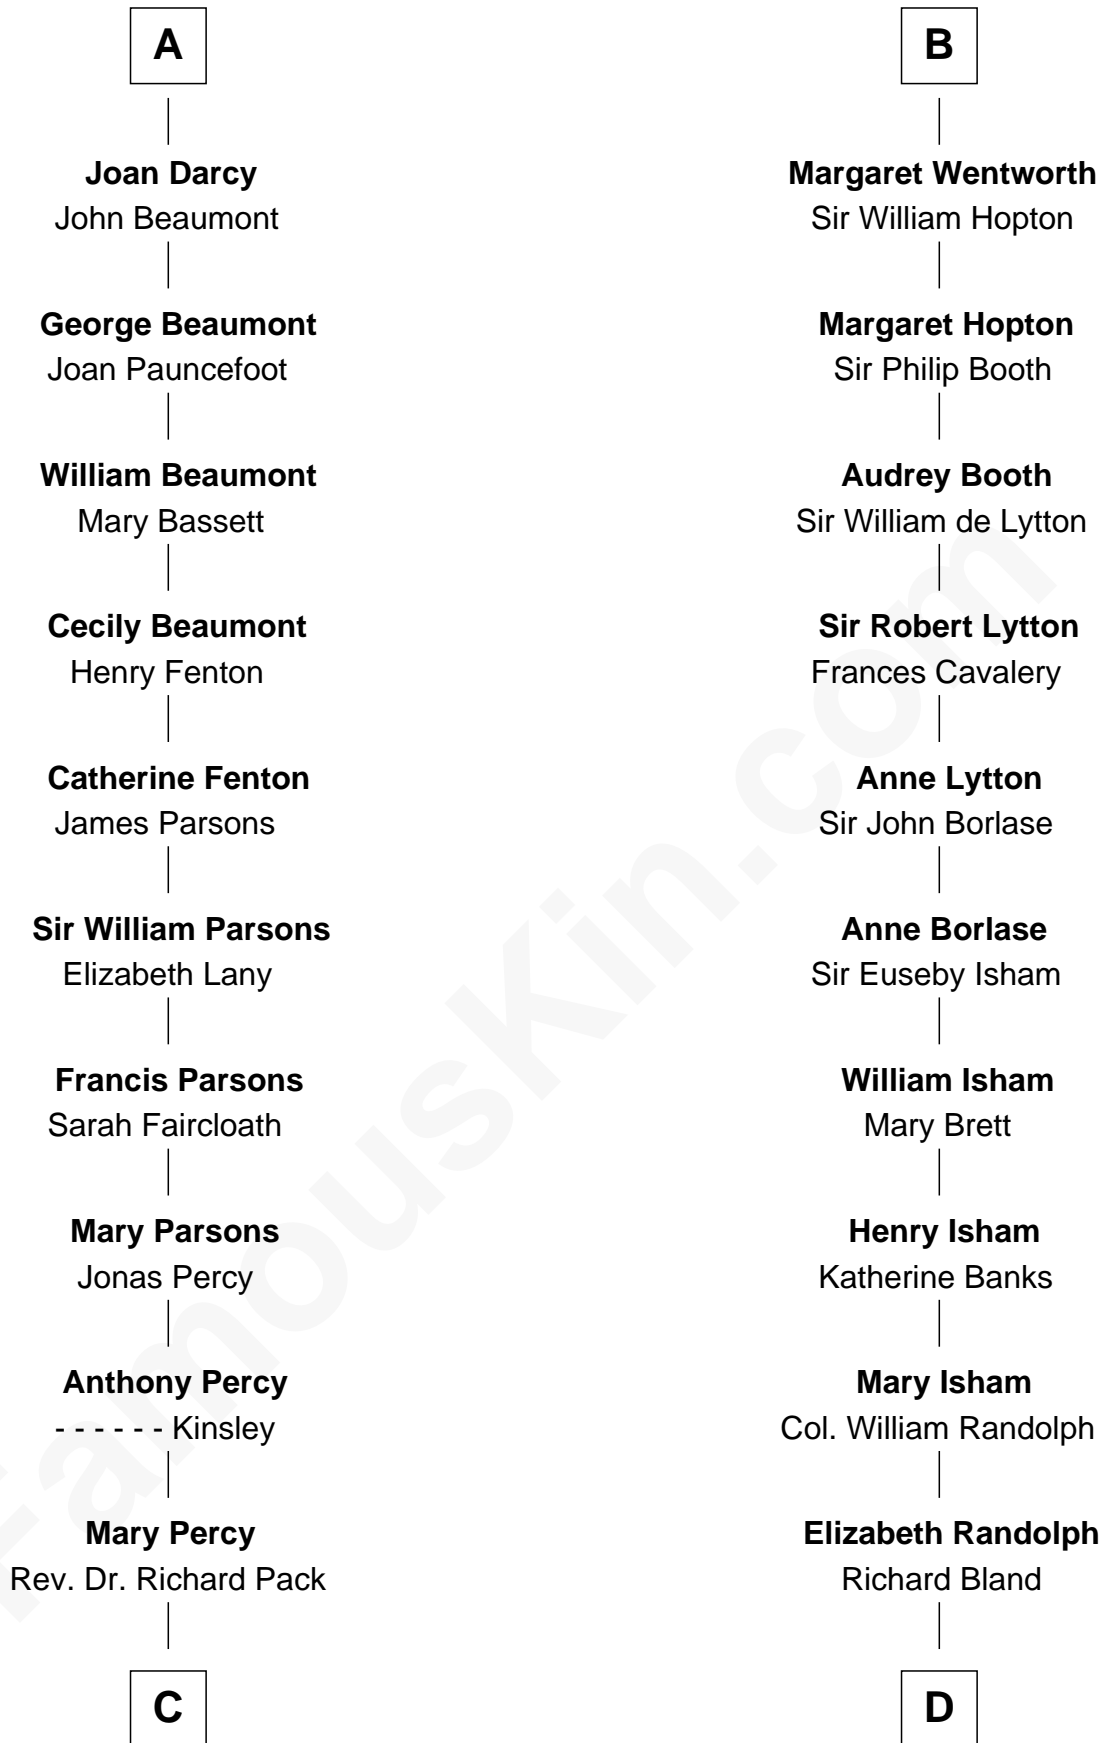 A
Joan Darcy
John Beaumont
George Beaumont
Joan Pauncefoot
William Beaumont
Mary Bassett
Cecily Beaumont
Henry Fenton
Catherine Fenton
James Parsons
Sir William Parsons
Elizabeth Lany
Francis Parsons
Sarah Faircloath
Mary Parsons
Jonas Percy
Anthony Percy
- - - - - - Kinsley
Mary Percy
Rev. Dr. Richard Pack
C
B
Margaret Wentworth
Sir William Hopton
Margaret Hopton
Sir Philip Booth
Audrey Booth
Sir William de Lytton
Sir Robert Lytton
Frances Cavalery
Anne Lytton
Sir John Borlase
Anne Borlase
Sir Euseby Isham
William Isham
Mary Brett
Henry Isham
Katherine Banks
Mary Isham
Col. William Randolph
Elizabeth Randolph
Richard Bland
D
FamousKin.com